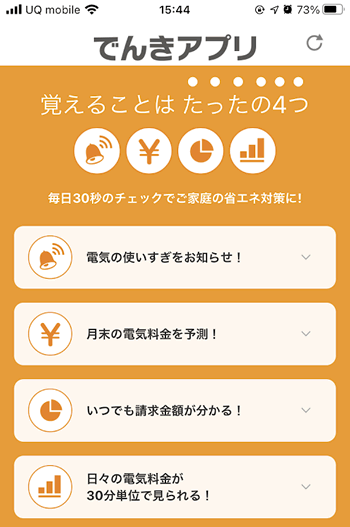 UQ mobile 15:44 73%
でんきアプリ
覚えることは たったの4つ
毎日30秒のチェックでご家庭の省エネ対策に!
電気の使いすぎをお知らせ！
月末の電気料金を予測！
いつでも請求金額が分かる！
日々の電気料金が
30分単位で見られる！